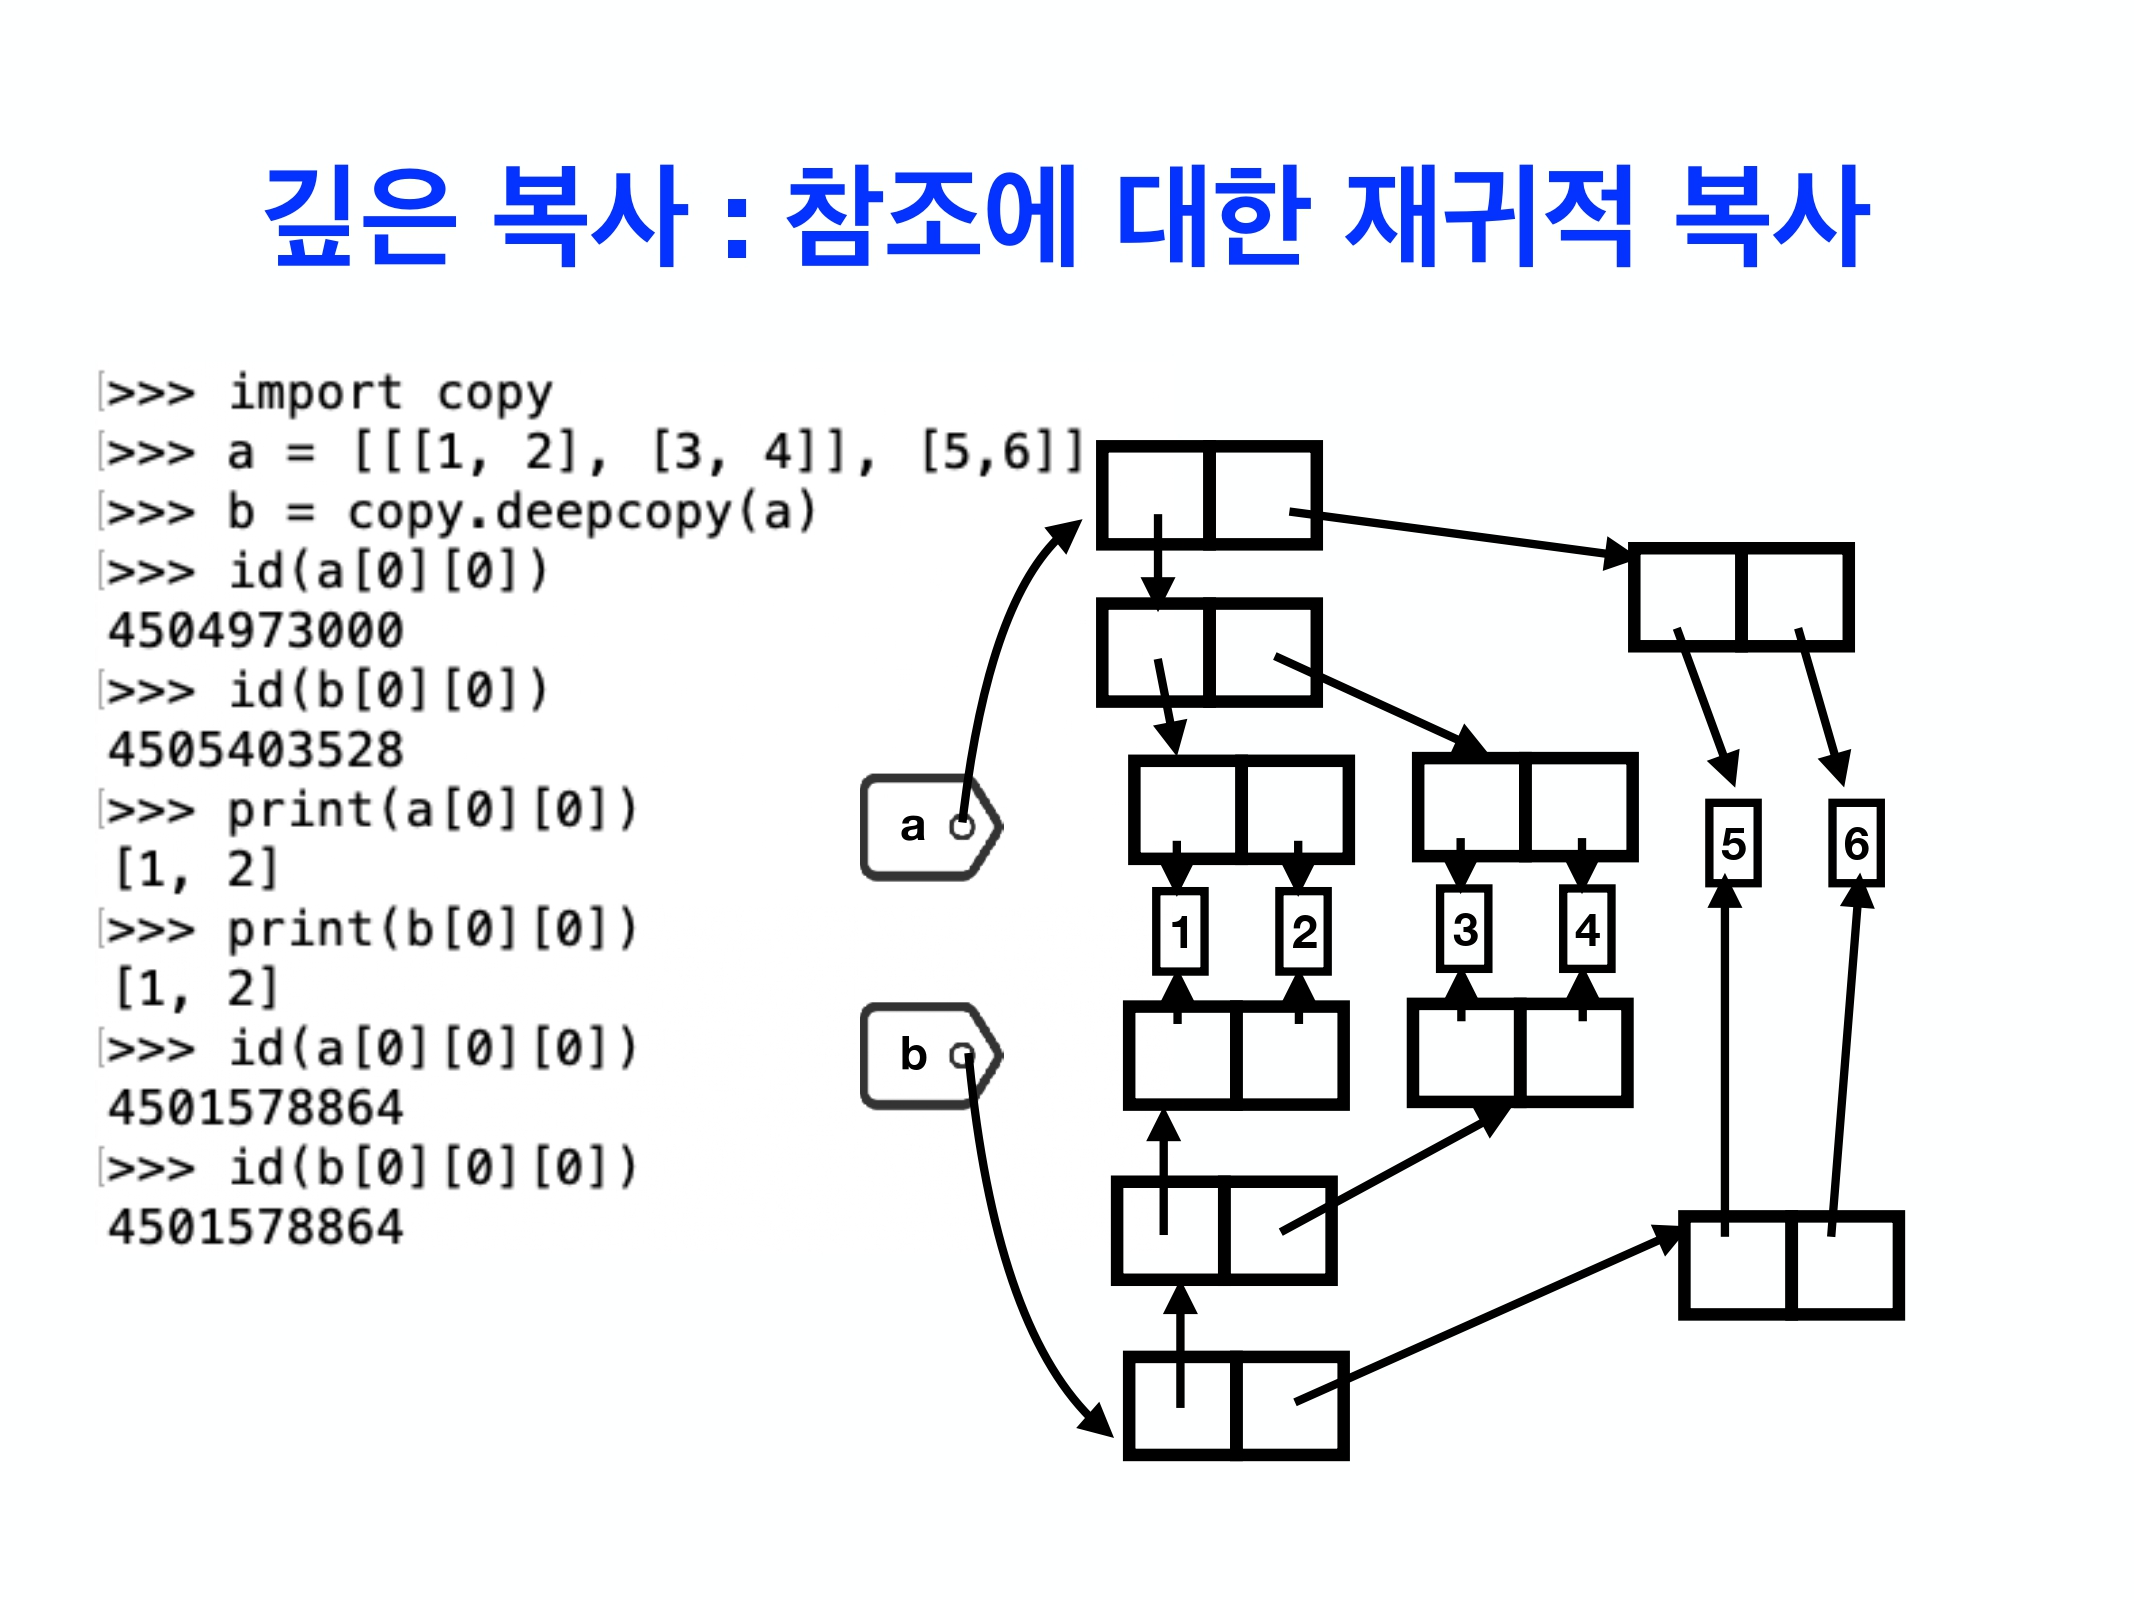 깊은 복사 : 참조에 대한 재귀적 복사
>>> import copy
>>> a = [[[1, 2], [3, 4]], [5,6]]
>>> b = copy.deepcopy(a)
>>> id(a[0][0])
4504973000
>>> id(b[0][0])
4505403528
>>> print(a[0][0])
[1, 2]
>>> print(b[0][0])
[1, 2]
>>> id(a[0][0][0])
4501578864
>>> id(b[0][0][0])
4501578864
a
5 6
1 2 3 4
b